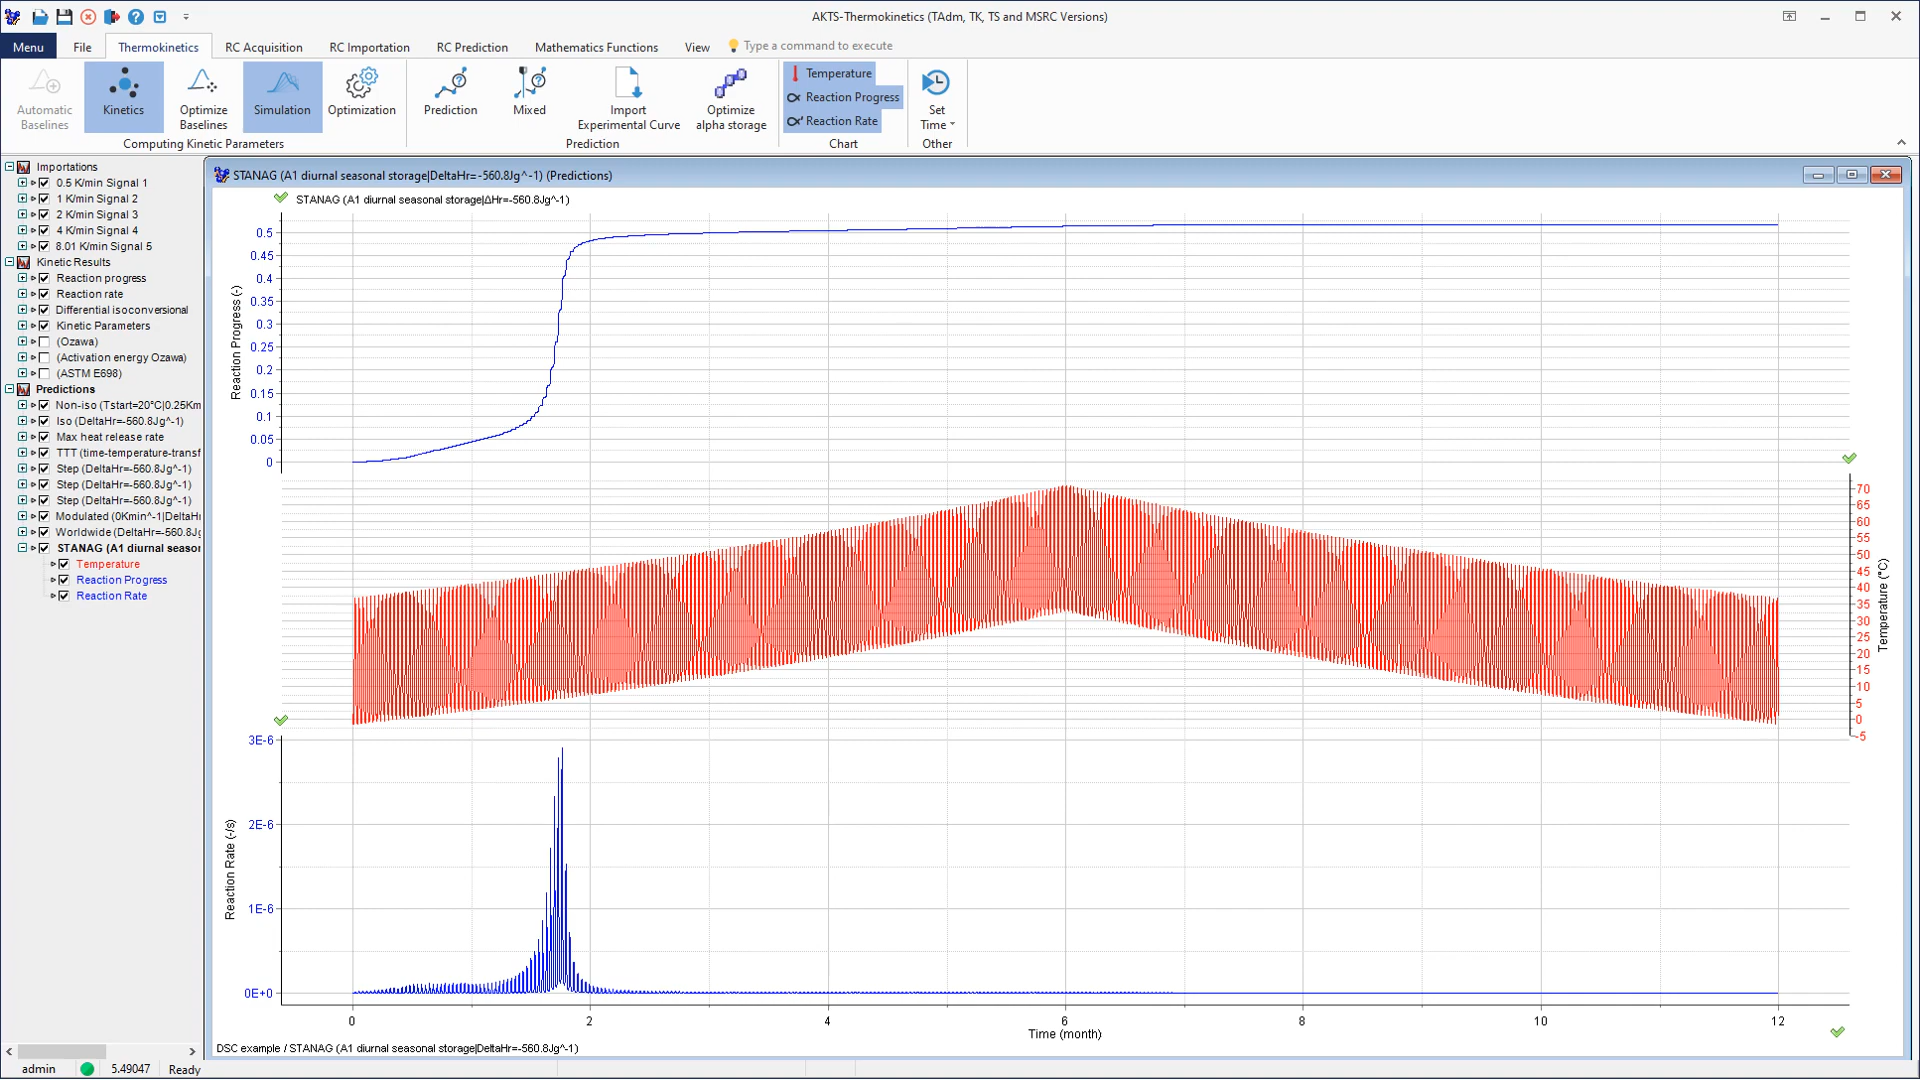 AKTS-Thermokinetics (TAdm, TK, TS and MSRC Versions)
Menu File Thermokinetics RC Acquisition RC Importation RC Prediction Mathematics Functions View Type a command to execute
Automatic Baselines
Kinetics
Optimize Baselines
Simulation
Optimization
Prediction
Mixed
Import Experimental Curve
Optimize alpha storage
Temperature
Reaction Progress
Reaction Rate
Set Time
Computing Kinetic Parameters
Prediction
Chart
Other
Importations
0.5 K/min Signal 1
1 K/min Signal 2
2 K/min Signal 3
4 K/min Signal 4
8.01 K/min Signal 5
Kinetic Results
Reaction progress
Reaction rate
Differential isoconversional
Kinetic Parameters
(Ozawa)
(Activation energy Ozawa)
(ASTM E698)
Predictions
Non-iso (Tstart=20°C|0.25Km
Iso (DeltaHr=-560.8Jg^-1)
Max heat release rate
TTT (time-temperature-transf
Step (DeltaHr=-560.8Jg^-1)
Step (DeltaHr=-560.8Jg^-1)
Step (DeltaHr=-560.8Jg^-1)
Modulated (0Kmin^-1|DeltaHr
Worldwide (DeltaHr=-560.8Jg
STANAG (A1 diurnal seasor
Temperature
Reaction Progress
Reaction Rate
STANAG (A1 diurnal seasonal storage|DeltaHr=-560.8Jg^-1) (Predictions)
STANAG (A1 diurnal seasonal storage|ΔHr=-560.8Jg^-1)
Reaction Progress (-)
0.5
0.45
0.4
0.35
0.3
0.25
0.2
0.15
0.1
0.05
0
Temperature (°C)
70
65
60
55
50
45
40
35
30
25
20
15
10
5
0
-5
Reaction Rate (-/s)
3E-6
2E-6
1E-6
0E+0
0 2 4 6 8 10 12
Time (month)
DSC example / STANAG (A1 diurnal seasonal storage|DeltaHr=-560.8Jg^-1)
admin 5.49047 Ready